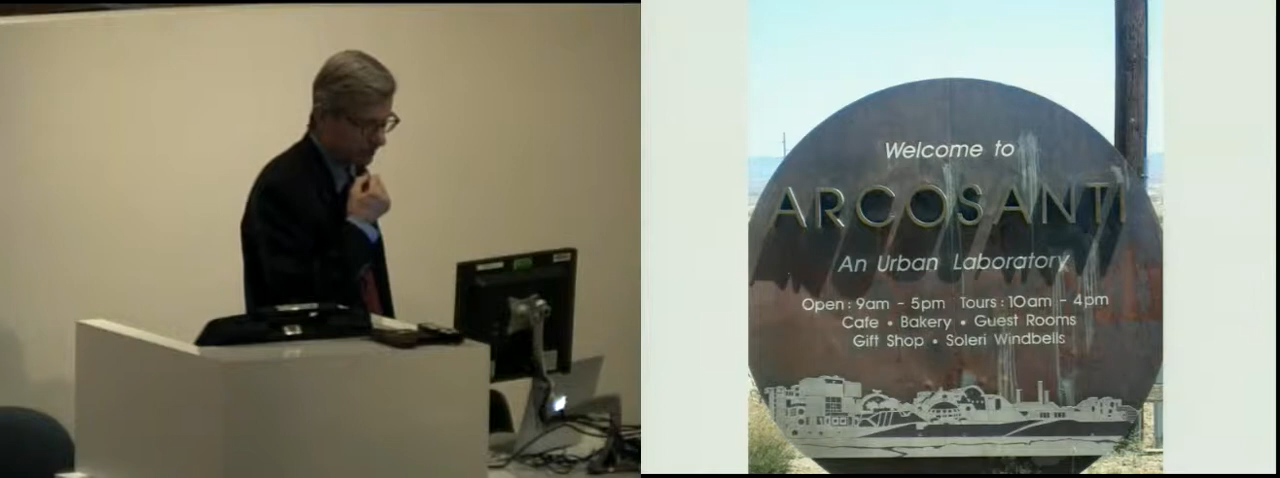 Welcome to
ARCOSANTI
An Urban Laboratory
Open: 9am - 5pm Tours: 10am - 4pm
Cafe • Bakery • Guest Rooms
Gift Shop • Soleri Windbells